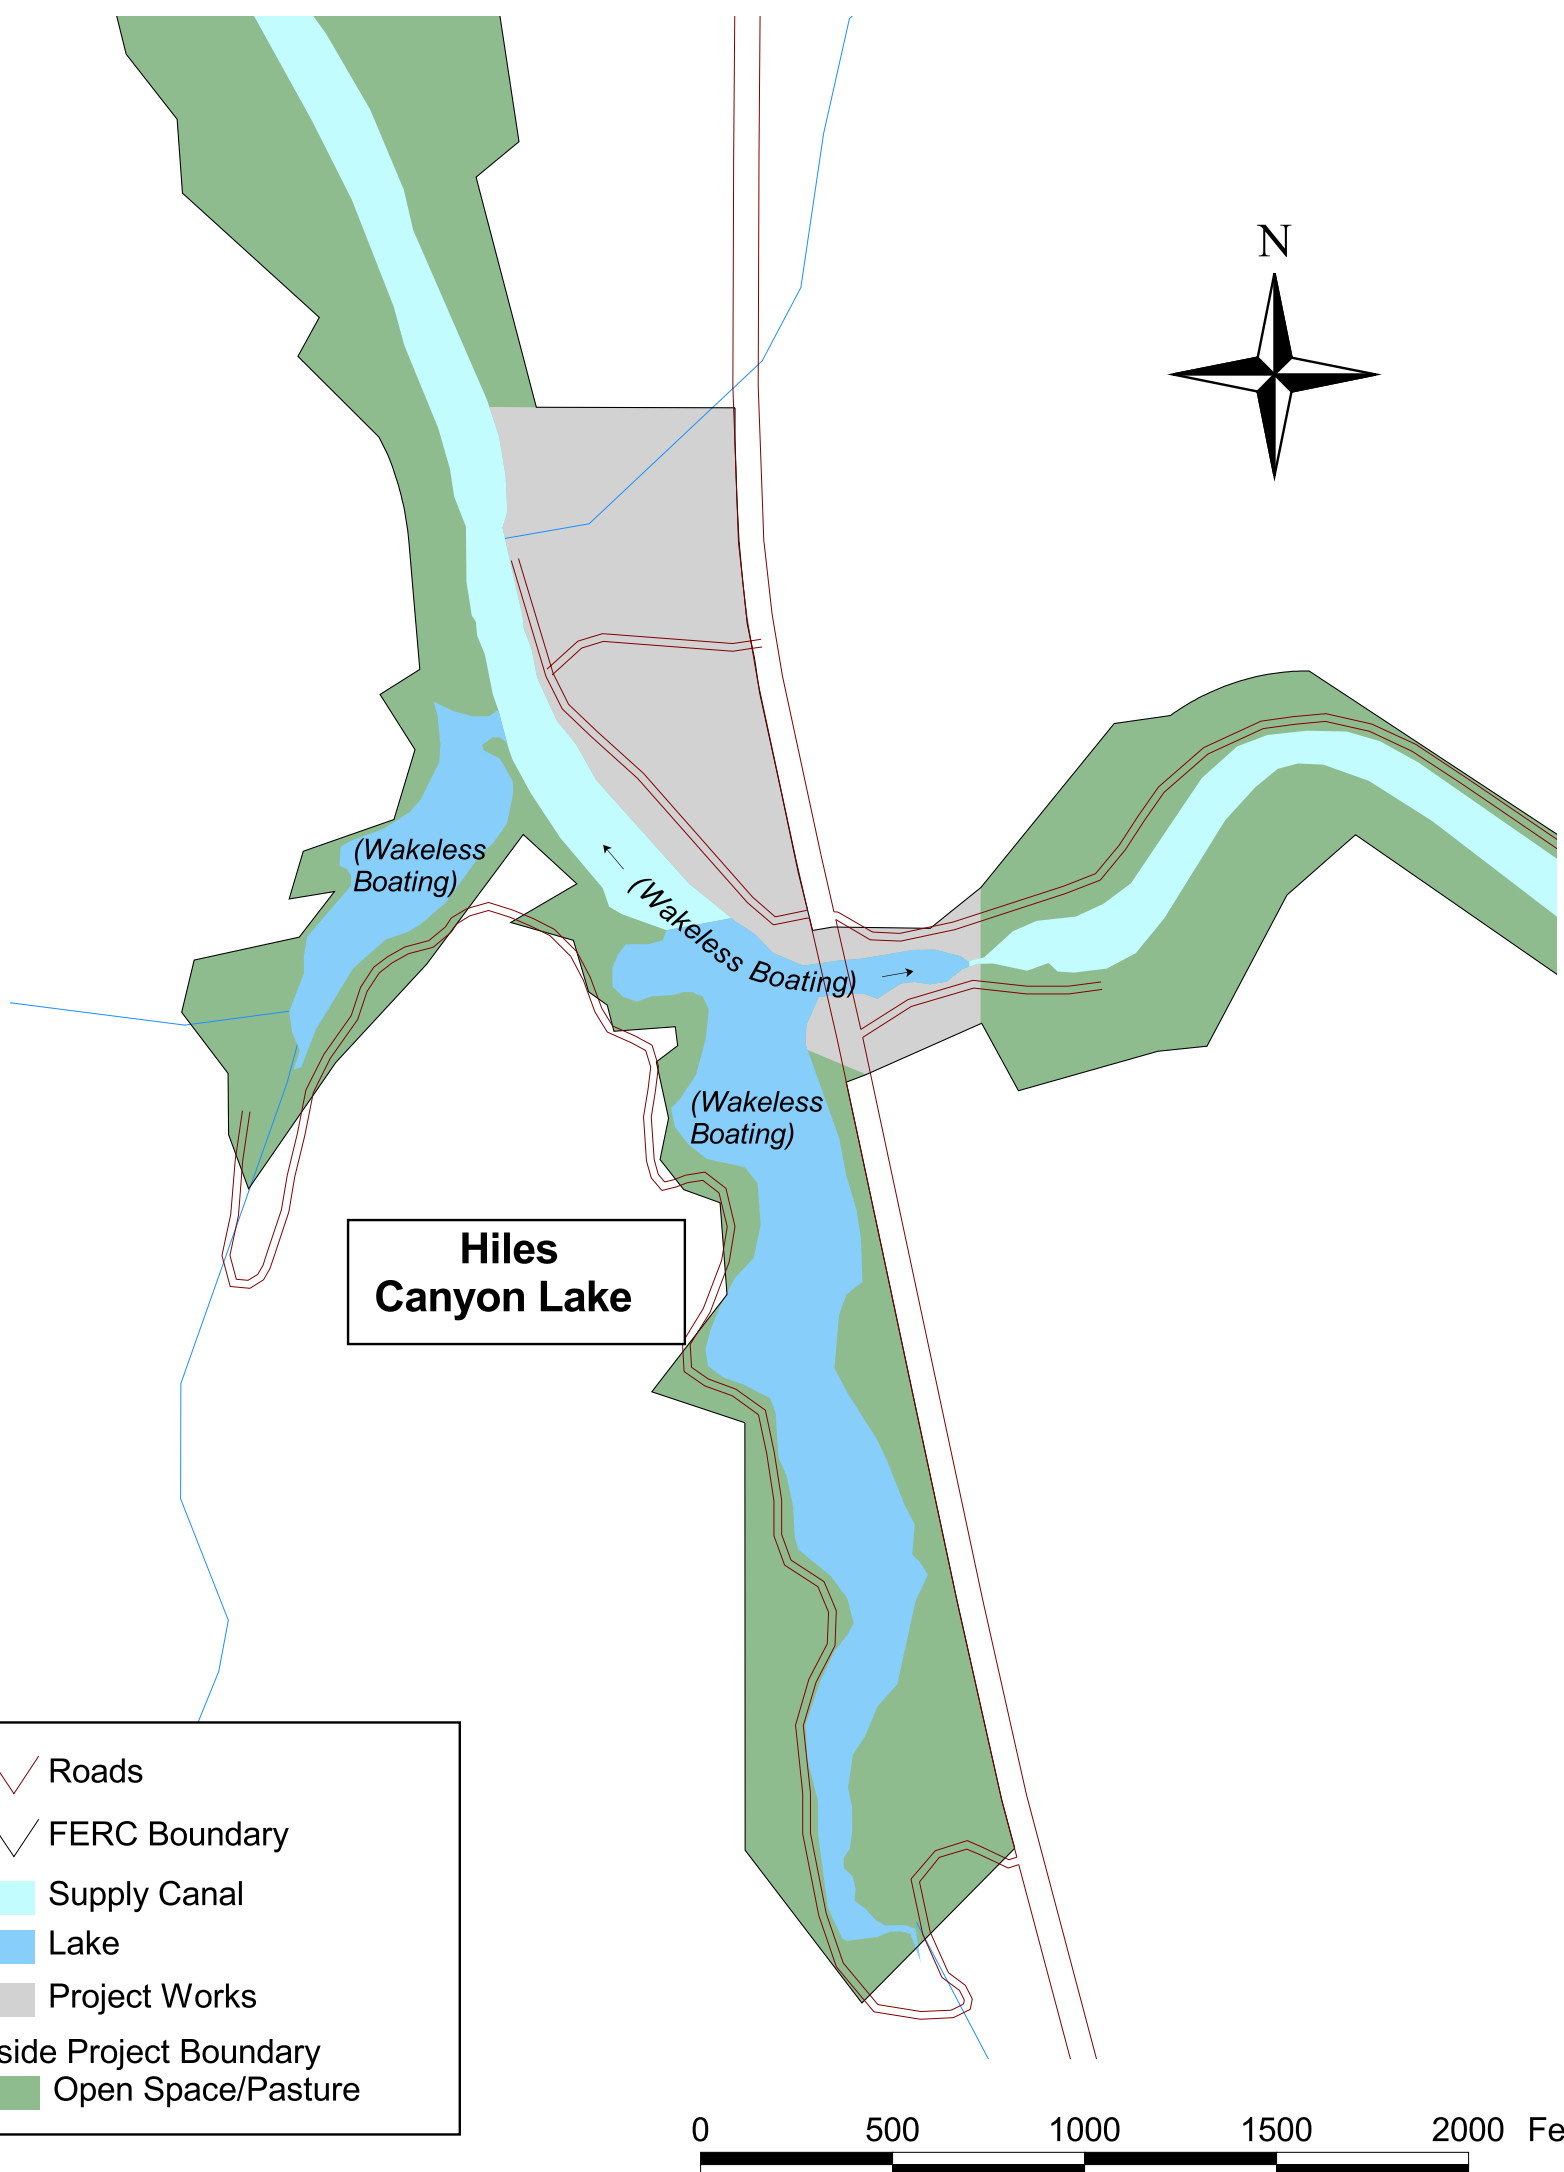 N
(Wakeless
Boating)
(Wakeless Boating)
(Wakeless
Boating)
Hiles
Canyon Lake
Roads
FERC Boundary
Supply Canal
Lake
Project Works
side Project Boundary
Open Space/Pasture
0 500 1000 1500 2000 Fe